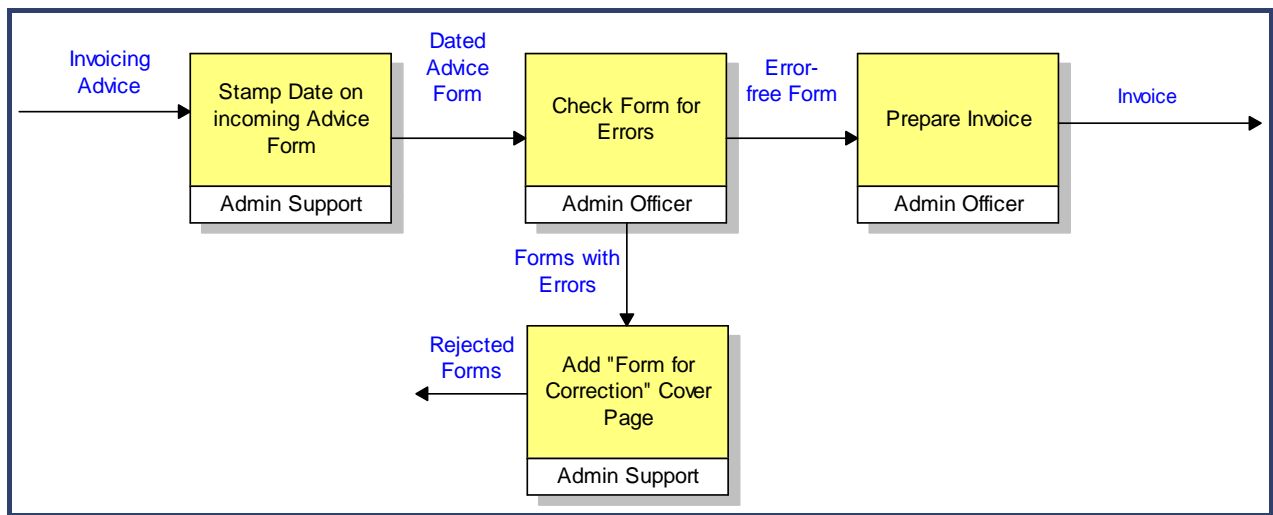 Invoicing
Advice
Stamp Date on
incoming Advice
Form
Admin Support
Dated
Advice
Form
Check Form for
Errors
Admin Officer
Error-
free Form
Prepare Invoice
Admin Officer
Invoice
Forms with
Errors
Add "Form for
Correction" Cover
Page
Admin Support
Rejected
Forms